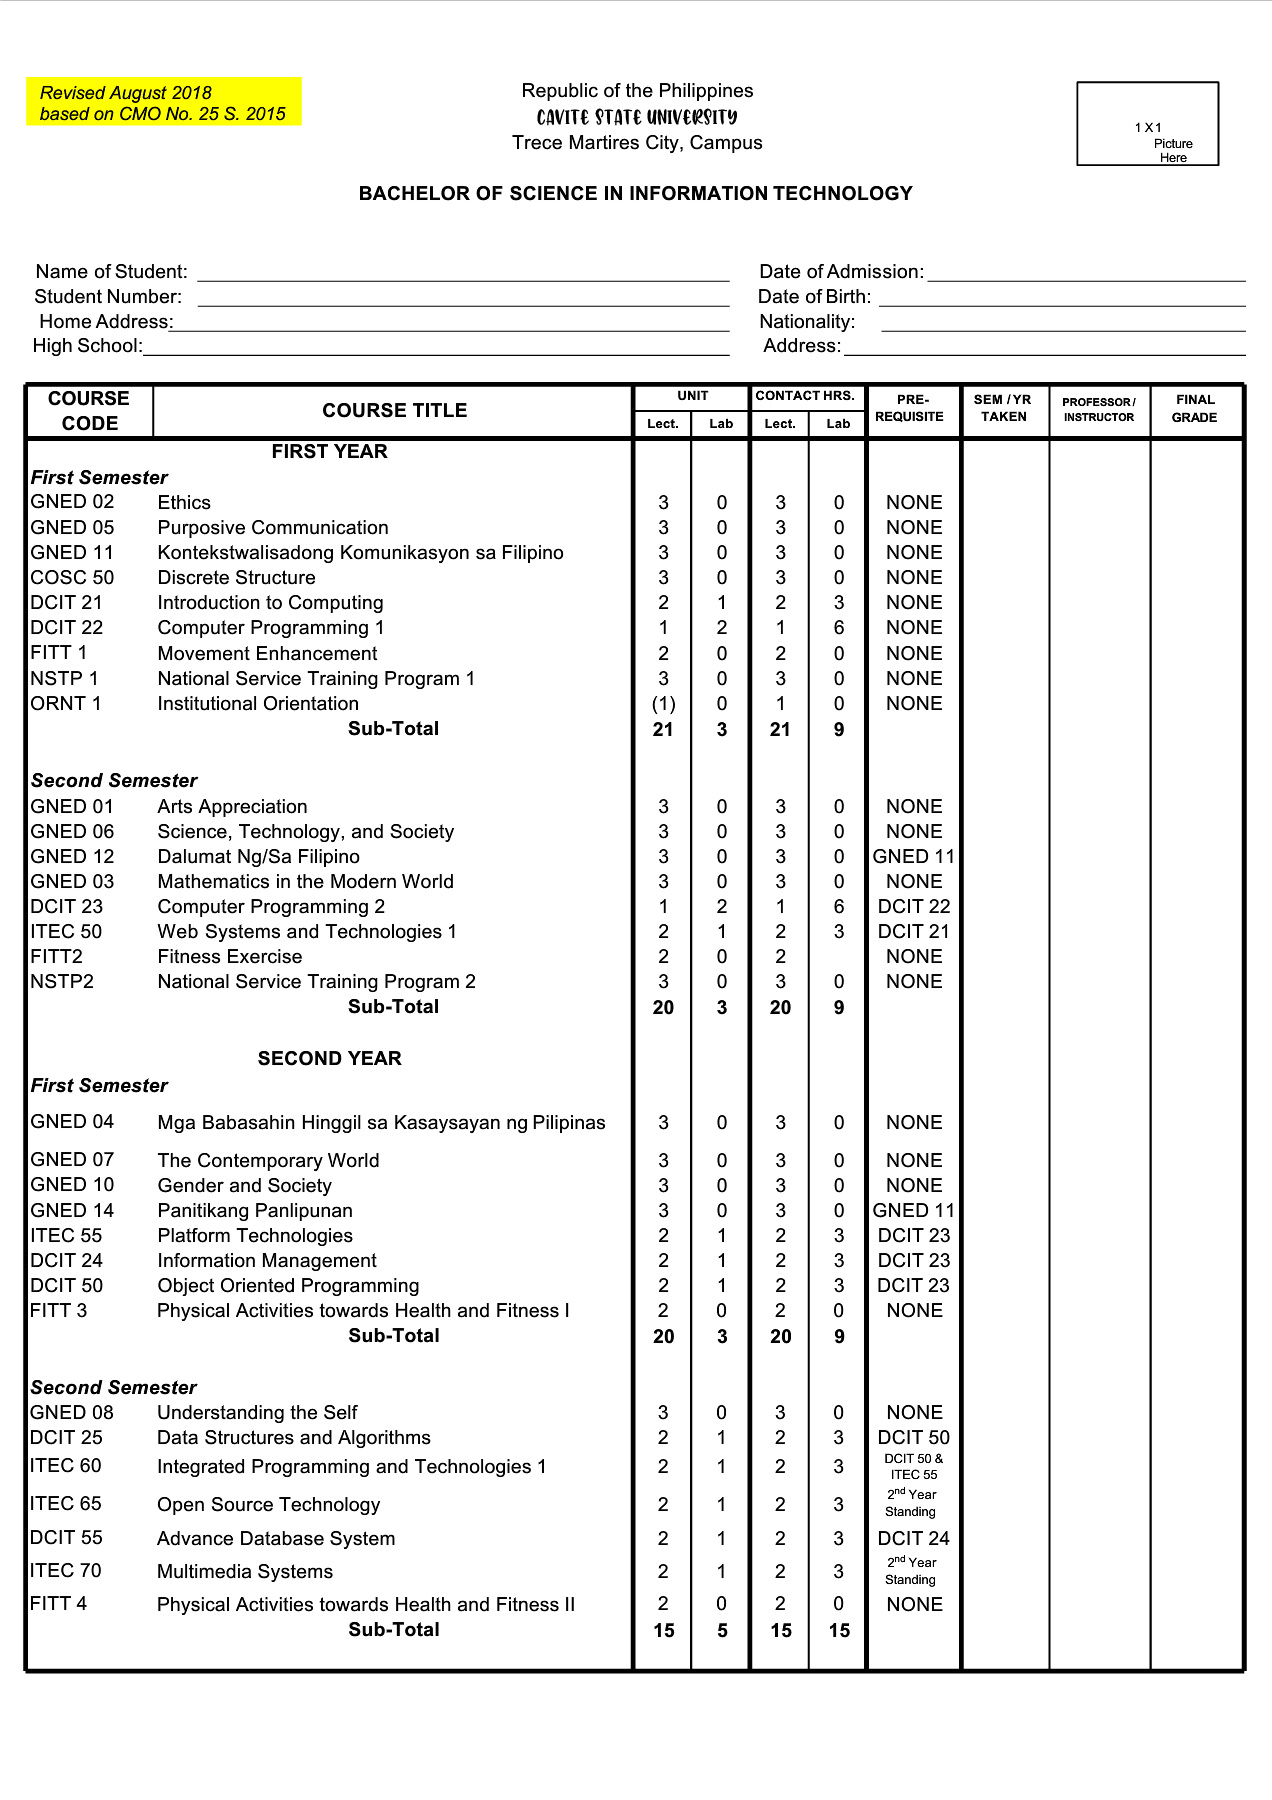 Revised August 2018
based on CMO No. 25 S. 2015
Republic of the Philippines
CAVITE STATE UNIVERSITY
Trece Martires City, Campus
1 X 1
Picture
Here
BACHELOR OF SCIENCE IN INFORMATION TECHNOLOGY
Name of Student: Date of Admission:
Student Number: Date of Birth:
Home Address: Nationality:
High School: Address:
COURSE CODE COURSE TITLE UNIT CONTACT HRS. PRE-REQUISITE SEM / YR TAKEN PROFESSOR / INSTRUCTOR FINAL GRADE
Lect. Lab Lect. Lab
FIRST YEAR
First Semester
GNED 02 Ethics 3 0 3 0 NONE
GNED 05 Purposive Communication 3 0 3 0 NONE
GNED 11 Kontekstwalisadong Komunikasyon sa Filipino 3 0 3 0 NONE
COSC 50 Discrete Structure 3 0 3 0 NONE
DCIT 21 Introduction to Computing 2 1 2 3 NONE
DCIT 22 Computer Programming 1 1 2 1 6 NONE
FITT 1 Movement Enhancement 2 0 2 0 NONE
NSTP 1 National Service Training Program 1 3 0 3 0 NONE
ORNT 1 Institutional Orientation (1) 0 1 0 NONE
Sub-Total 21 3 21 9
Second Semester
GNED 01 Arts Appreciation 3 0 3 0 NONE
GNED 06 Science, Technology, and Society 3 0 3 0 NONE
GNED 12 Dalumat Ng/Sa Filipino 3 0 3 0 GNED 11
GNED 03 Mathematics in the Modern World 3 0 3 0 NONE
DCIT 23 Computer Programming 2 1 2 1 6 DCIT 22
ITEC 50 Web Systems and Technologies 1 2 1 2 3 DCIT 21
FITT2 Fitness Exercise 2 0 2 NONE
NSTP2 National Service Training Program 2 3 0 3 0 NONE
Sub-Total 20 3 20 9
SECOND YEAR
First Semester
GNED 04 Mga Babasahin Hinggil sa Kasaysayan ng Pilipinas 3 0 3 0 NONE
GNED 07 The Contemporary World 3 0 3 0 NONE
GNED 10 Gender and Society 3 0 3 0 NONE
GNED 14 Panitikang Panlipunan 3 0 3 0 GNED 11
ITEC 55 Platform Technologies 2 1 2 3 DCIT 23
DCIT 24 Information Management 2 1 2 3 DCIT 23
DCIT 50 Object Oriented Programming 2 1 2 3 DCIT 23
FITT 3 Physical Activities towards Health and Fitness I 2 0 2 0 NONE
Sub-Total 20 3 20 9
Second Semester
GNED 08 Understanding the Self 3 0 3 0 NONE
DCIT 25 Data Structures and Algorithms 2 1 2 3 DCIT 50
ITEC 60 Integrated Programming and Technologies 1 2 1 2 3 DCIT 50 & ITEC 55
ITEC 65 Open Source Technology 2 1 2 3 2nd Year Standing
DCIT 55 Advance Database System 2 1 2 3 DCIT 24
ITEC 70 Multimedia Systems 2 1 2 3 2nd Year Standing
FITT 4 Physical Activities towards Health and Fitness II 2 0 2 0 NONE
Sub-Total 15 5 15 15